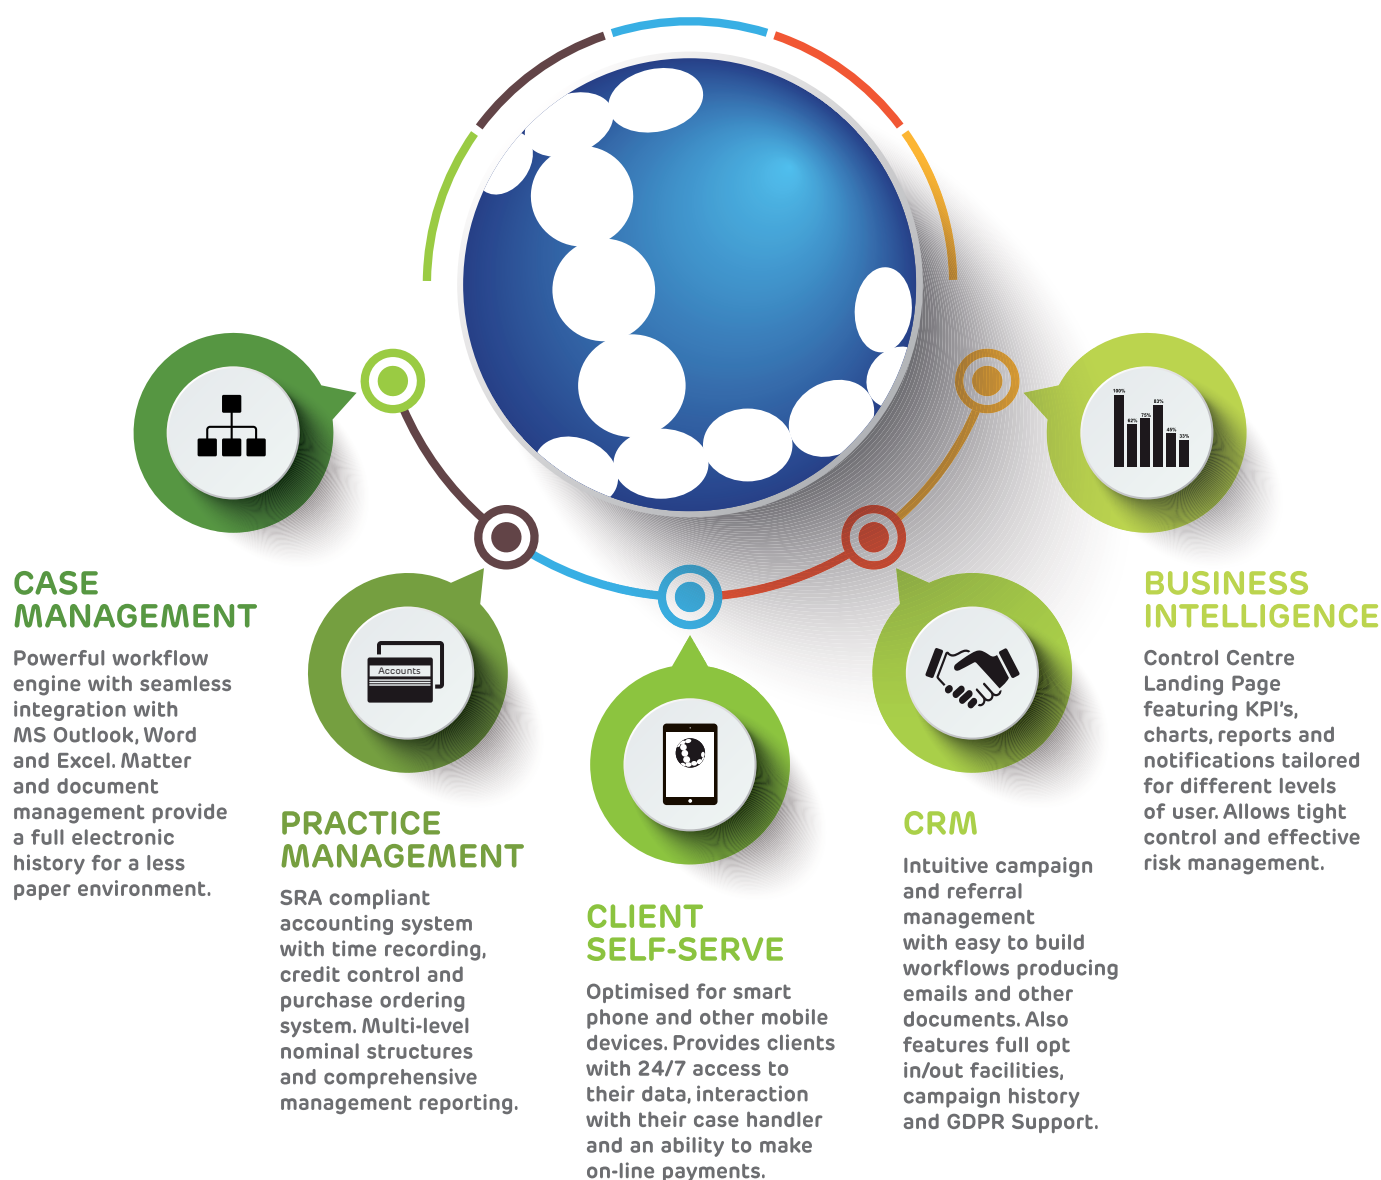 100%
62%
75%
83%
45%
33%
Accounts
CASE
MANAGEMENT
Powerful workflow
engine with seamless
integration with
MS Outlook, Word
and Excel. Matter
and document
management provide
a full electronic
history for a less
paper environment.
PRACTICE
MANAGEMENT
SRA compliant
accounting system
with time recording,
credit control and
purchase ordering
system. Multi-level
nominal structures
and comprehensive
management reporting.
CLIENT
SELF-SERVE
Optimised for smart
phone and other mobile
devices. Provides clients
with 24/7 access to
their data, interaction
with their case handler
and an ability to make
on-line payments.
CRM
Intuitive campaign
and referral
management
with easy to build
workflows producing
emails and other
documents. Also
features full opt
in/out facilities,
campaign history
and GDPR Support.
BUSINESS
INTELLIGENCE
Control Centre
Landing Page
featuring KPI's,
charts, reports and
notifications tailored
for different levels
of user. Allows tight
control and effective
risk management.